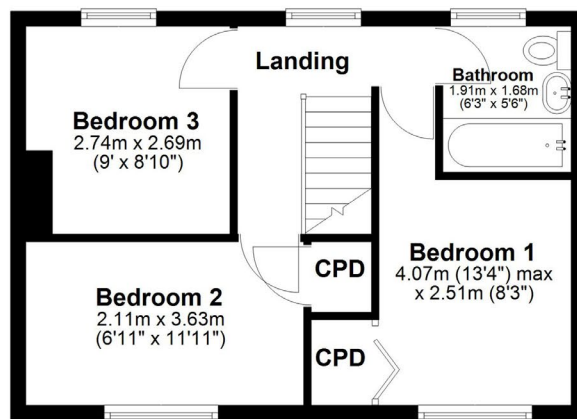 Landing
Bathroom
1.91m x 1.68m
(6'3" x 5'6")
Bedroom 3
2.74m x 2.69m
(9' x 8'10")
Bedroom 1
4.07m (13'4") max
x 2.51m (8'3")
CPD
Bedroom 2
2.11m x 3.63m
(6'11" x 11'11")
CPD